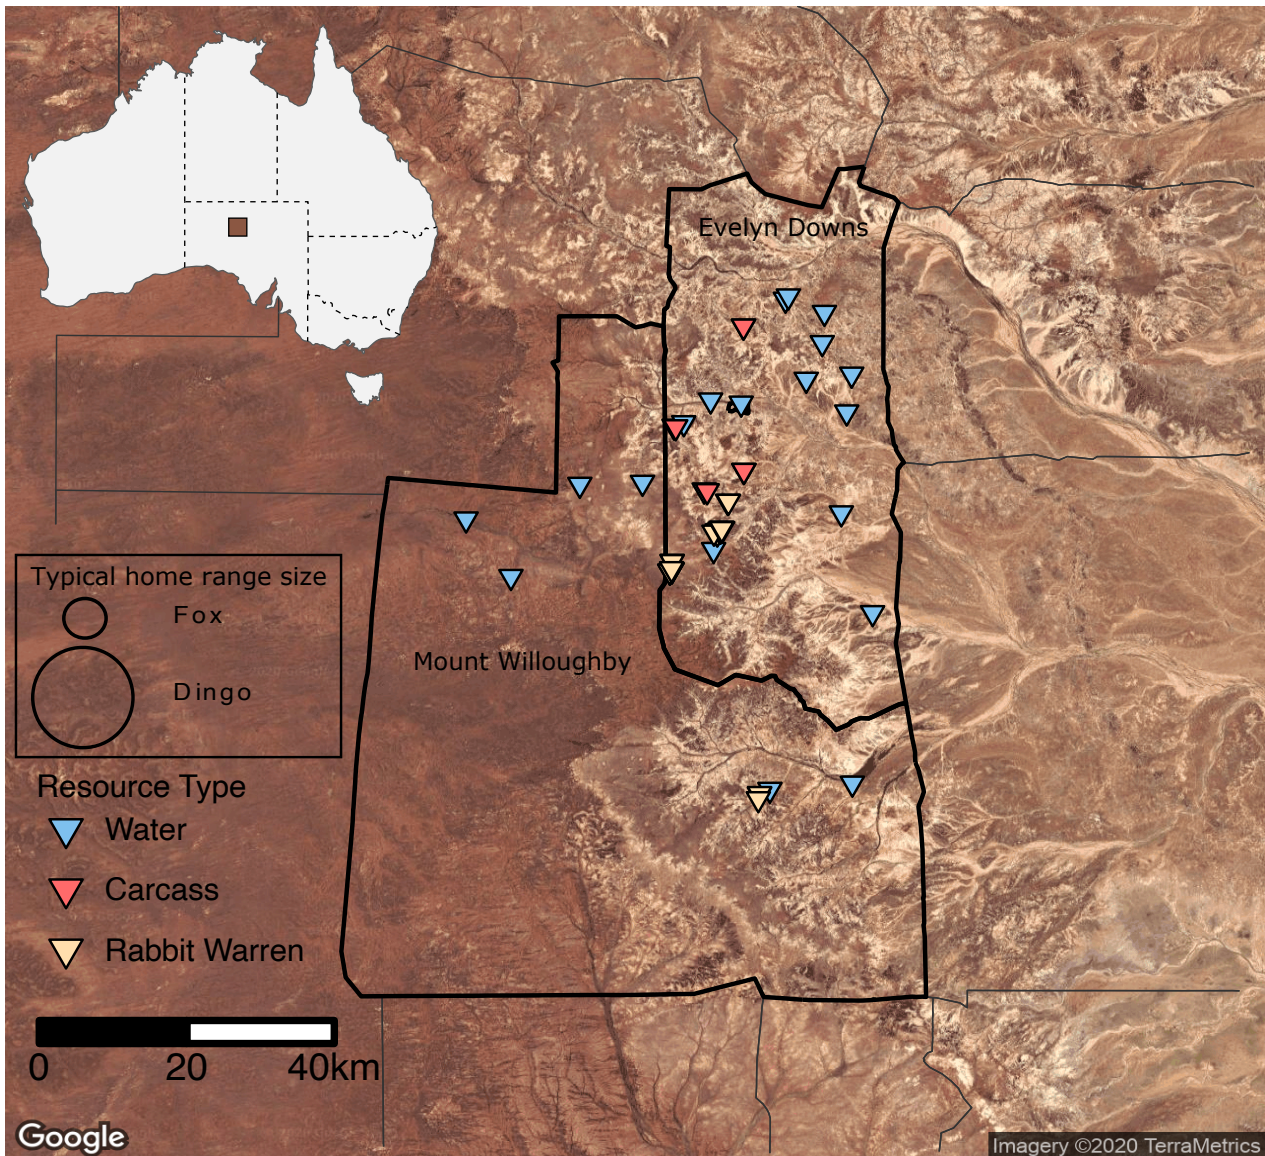 Evelyn Downs
Mount Willoughby
Typical home range size
Fox
Dingo
Resource Type
Water
Carcass
Rabbit Warren
0 20 40km
Google
Imagery ©2020 TerraMetrics